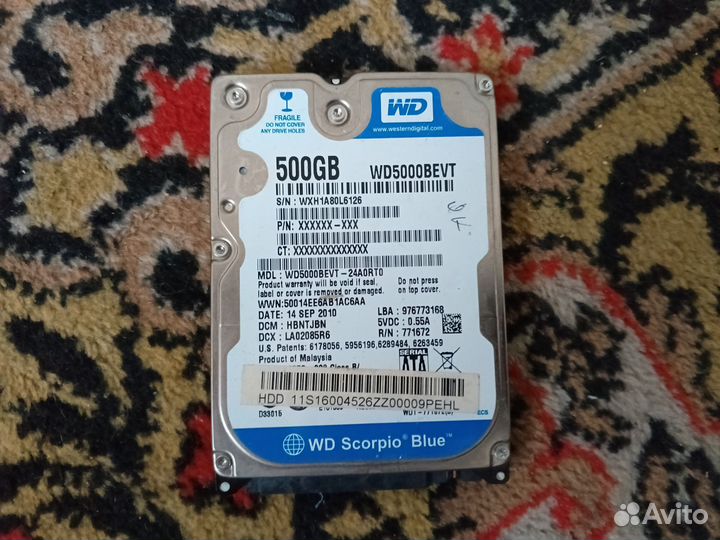 FRAGILE
DO NOT COVER
ANY DRIVE HOLES
WD
www.westerndigital.com
500GB WD5000BEVT
S/N : WXH1A80L6126
P/N: XXXXXX-XXX
CT: XXXXXXXXXXXXXX
MDL : WD5000BEVT-24A0RT0
Product warranty will be void if seal,
label or cover is removed or damaged.
Do not press
on top cover.
WWN:50014EE6AB1AC6AA
DATE: 14 SEP 2010
DCM : HBNTJBN
DCX : LA02085R6
LBA : 976773168
5VDC : 0.55A
R/N : 771672
U.S. Patents: 6178056, 5956196,6289484, 6263459
Product of Malaysia
SERIAL
ATA
HDD 11S16004526ZZ00009PEHL
D33015
WD Scorpio® Blue™
Avito